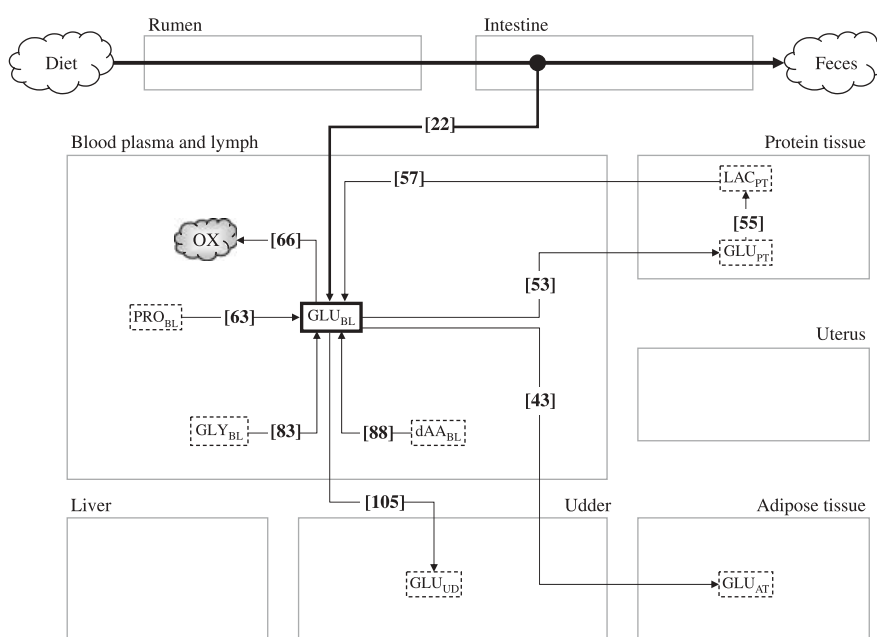 Rumen
Intestine
Diet
Feces
[22]
Blood plasma and lymph
Protein tissue
[57]
LAC_PT
[55]
OX
[66]
GLU_PT
[53]
PRO_BL
[63]
GLU_BL
Uterus
[43]
GLY_BL
[83]
[88]
dAA_BL
[105]
Liver
Udder
Adipose tissue
GLU_UD
GLU_AT